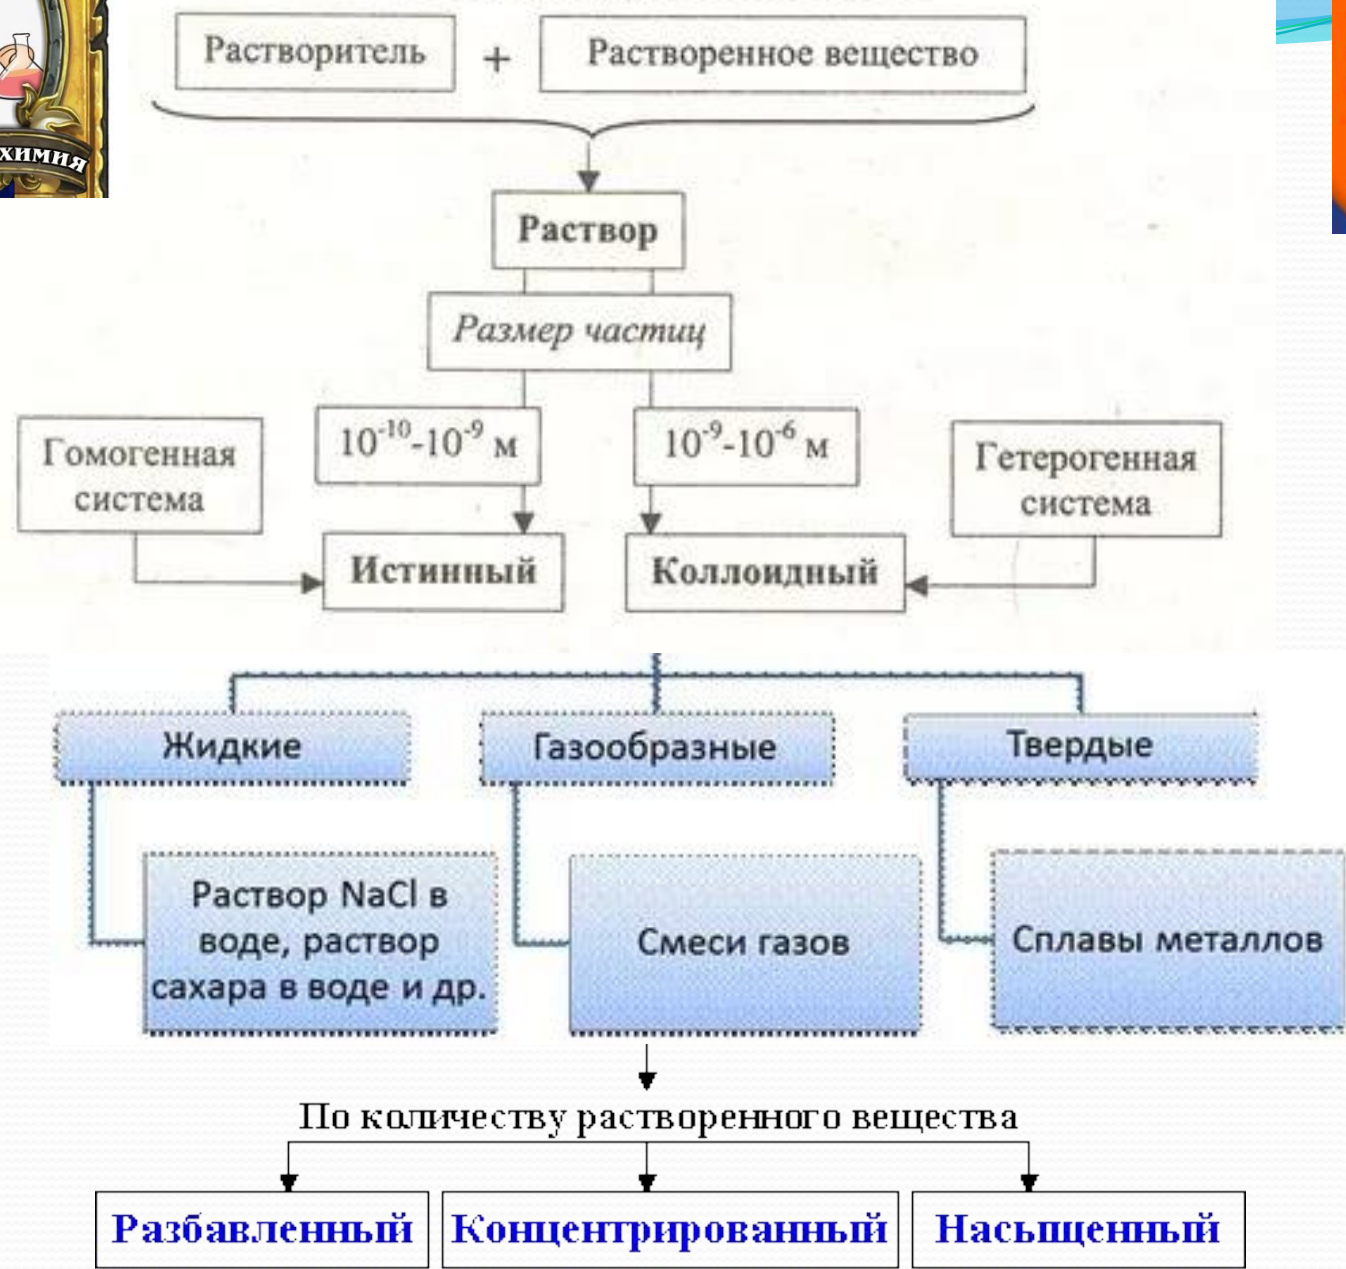 ХИМИЯ
Растворитель + Растворенное вещество
Раствор
Размер частиц
10⁻¹⁰-10⁻⁹ м
10⁻⁹-10⁻⁶ м
Гомогенная
система
Гетерогенная
система
Истинный
Коллоидный
Жидкие
Газообразные
Твердые
Раствор NaCl в
воде, раствор
сахара в воде и др.
Смеси газов
Сплавы металлов
По количеству растворенного вещества
Разбавленный
Концентрированный
Насыщенный